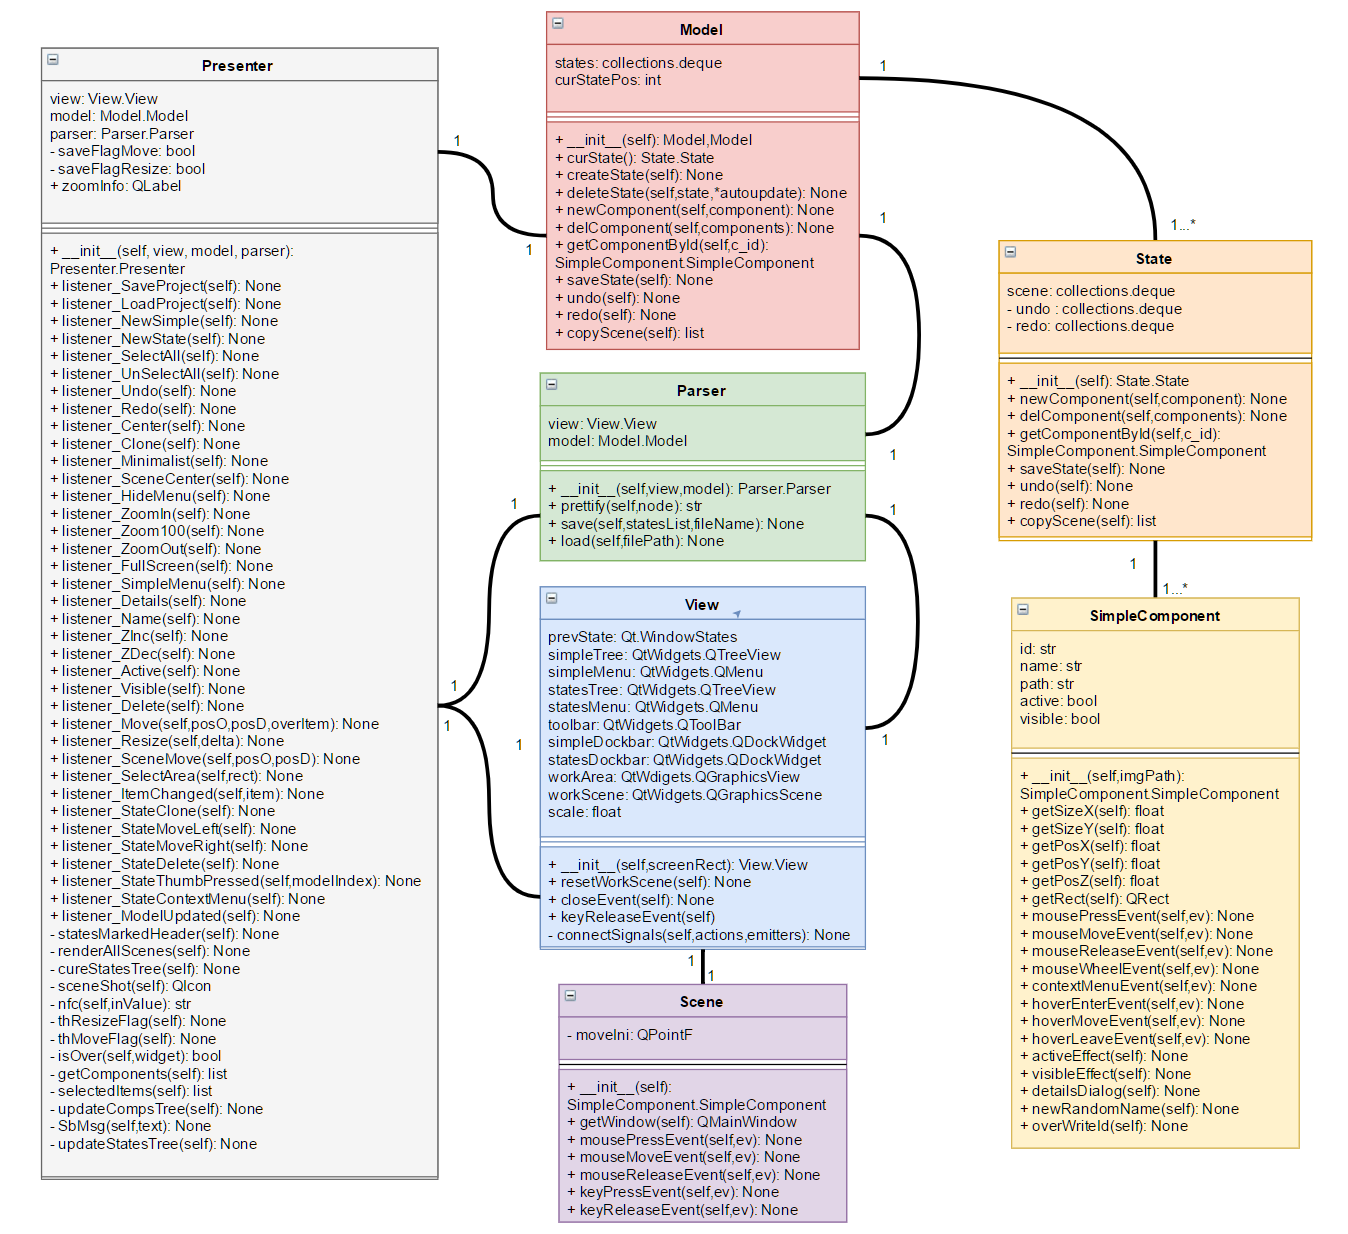 Presenter
view: View.View
model: Model.Model
parser: Parser.Parser
- saveFlagMove: bool
- saveFlagResize: bool
+ zoomInfo: QLabel
+ __init__(self, view, model, parser):
Presenter.Presenter
+ listener_SaveProject(self): None
+ listener_LoadProject(self): None
+ listener_NewSimple(self): None
+ listener_NewState(self): None
+ listener_SelectAll(self): None
+ listener_UnSelectAll(self): None
+ listener_Undo(self): None
+ listener_Redo(self): None
+ listener_Center(self): None
+ listener_Clone(self): None
+ listener_Minimalist(self): None
+ listener_SceneCenter(self): None
+ listener_HideMenu(self): None
+ listener_ZoomIn(self): None
+ listener_Zoom100(self): None
+ listener_ZoomOut(self): None
+ listener_FullScreen(self): None
+ listener_SimpleMenu(self): None
+ listener_Details(self): None
+ listener_Name(self): None
+ listener_ZInc(self): None
+ listener_ZDec(self): None
+ listener_Active(self): None
+ listener_Visible(self): None
+ listener_Delete(self): None
+ listener_Move(self,posO,posD,overItem): None
+ listener_Resize(self,delta): None
+ listener_SceneMove(self,posO,posD): None
+ listener_SelectArea(self,rect): None
+ listener_ItemChanged(self,item): None
+ listener_StateClone(self): None
+ listener_StateMoveLeft(self): None
+ listener_StateMoveRight(self): None
+ listener_StateDelete(self): None
+ listener_StateThumbPressed(self,modelIndex): None
+ listener_StateContextMenu(self): None
+ listener_ModelUpdated(self): None
- statesMarkedHeader(self): None
- renderAllScenes(self): None
- cureStatesTree(self): None
- sceneShot(self): QIcon
- nfc(self,inValue): str
- thResizeFlag(self): None
- thMoveFlag(self): None
- isOver(self,widget): bool
- getComponents(self): list
- selectedItems(self): list
- updateCompsTree(self): None
- SbMsg(self,text): None
- updateStatesTree(self): None
1
1
1
1
1
1
Model
states: collections.deque
curStatePos: int
+ __init__(self): Model,Model
+ curState(): State.State
+ createState(self): None
+ deleteState(self,state,*autoupdate): None
+ newComponent(self,component): None
+ delComponent(self,components): None
+ getComponentById(self,c_id):
SimpleComponent.SimpleComponent
+ saveState(self): None
+ undo(self): None
+ redo(self): None
+ copyScene(self): list
1
1
1
1
1
1...*
Parser
view: View.View
model: Model.Model
+ __init__(self,view,model): Parser.Parser
+ prettify(self,node): str
+ save(self,statesList,fileName): None
+ load(self,filePath): None
View
prevState: Qt.WindowStates
simpleTree: QtWidgets.QTreeView
simpleMenu: QtWidgets.QMenu
statesTree: QtWidgets.QTreeView
statesMenu: QtWidgets.QMenu
toolbar: QtWidgets.QToolBar
simpleDockbar: QtWidgets.QDockWidget
statesDockbar: QtWidgets.QDockWidget
workArea: QtWdigets.QGraphicsView
workScene: QtWidgets.QGraphicsScene
scale: float
+ __init__(self,screenRect): View.View
+ resetWorkScene(self): None
+ closeEvent(self): None
+ keyReleaseEvent(self)
- connectSignals(self,actions,emitters): None
1
1
Scene
- moveIni: QPointF
+ __init__(self):
SimpleComponent.SimpleComponent
+ getWindow(self): QMainWindow
+ mousePressEvent(self,ev): None
+ mouseMoveEvent(self,ev): None
+ mouseReleaseEvent(self,ev): None
+ keyPressEvent(self,ev): None
+ keyReleaseEvent(self,ev): None
State
scene: collections.deque
- undo : collections.deque
- redo: collections.deque
+ __init__(self): State.State
+ newComponent(self,component): None
+ delComponent(self,components): None
+ getComponentById(self,c_id):
SimpleComponent.SimpleComponent
+ saveState(self): None
+ undo(self): None
+ redo(self): None
+ copyScene(self): list
1
1...*
SimpleComponent
id: str
name: str
path: str
active: bool
visible: bool
+ __init__(self,imgPath):
SimpleComponent.SimpleComponent
+ getSizeX(self): float
+ getSizeY(self): float
+ getPosX(self): float
+ getPosY(self): float
+ getPosZ(self): float
+ getRect(self): QRect
+ mousePressEvent(self,ev): None
+ mouseMoveEvent(self,ev): None
+ mouseReleaseEvent(self,ev): None
+ mouseWheelEvent(self,ev): None
+ contextMenuEvent(self,ev): None
+ hoverEnterEvent(self,ev): None
+ hoverMoveEvent(self,ev): None
+ hoverLeaveEvent(self,ev): None
+ activeEffect(self): None
+ visibleEffect(self): None
+ detailsDialog(self): None
+ newRandomName(self): None
+ overWriteId(self): None